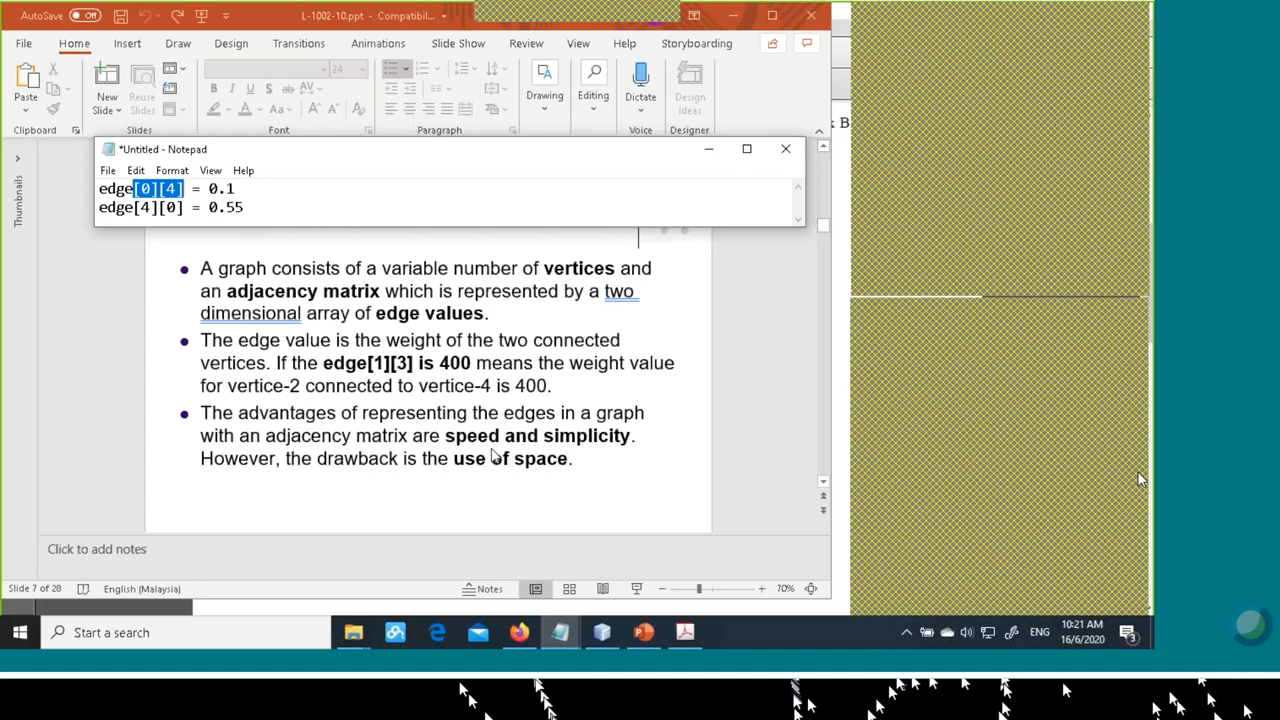 AutoSave Off L-1002-10.ppt - Compatibil...
File Home Insert Draw Design Transitions Animations Slide Show Review View Help Storyboarding
Paste New Slide Reuse Slides 24 Drawing Editing Dictate Design Ideas
B I U S ab AV
Aa A A A
Clipboard Slides Font Paragraph Voice Designer
k B
*Untitled - Notepad
File Edit Format View Help
edge[0][4] = 0.1
edge[4][0] = 0.55
Thumbnails
A graph consists of a variable number of vertices and
an adjacency matrix which is represented by a two
dimensional array of edge values.
The edge value is the weight of the two connected
vertices. If the edge[1][3] is 400 means the weight value
for vertice-2 connected to vertice-4 is 400.
The advantages of representing the edges in a graph
with an adjacency matrix are speed and simplicity.
However, the drawback is the use of space.
Click to add notes
Slide 7 of 28 English (Malaysia) Notes 70%
Start a search ENG 10:21 AM
16/6/2020 3